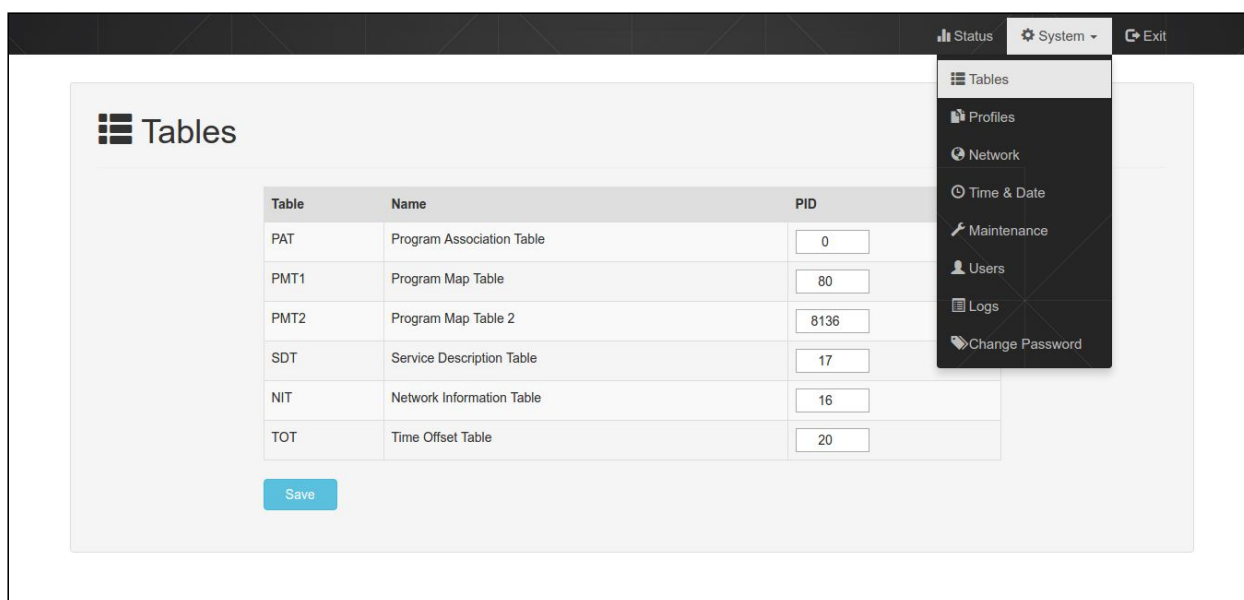 Status System Exit
Tables
Profiles
Network
Time & Date
Maintenance
Users
Logs
Change Password
Tables
Table Name PID
PAT Program Association Table 0
PMT1 Program Map Table 80
PMT2 Program Map Table 2 8136
SDT Service Description Table 17
NIT Network Information Table 16
TOT Time Offset Table 20
Save